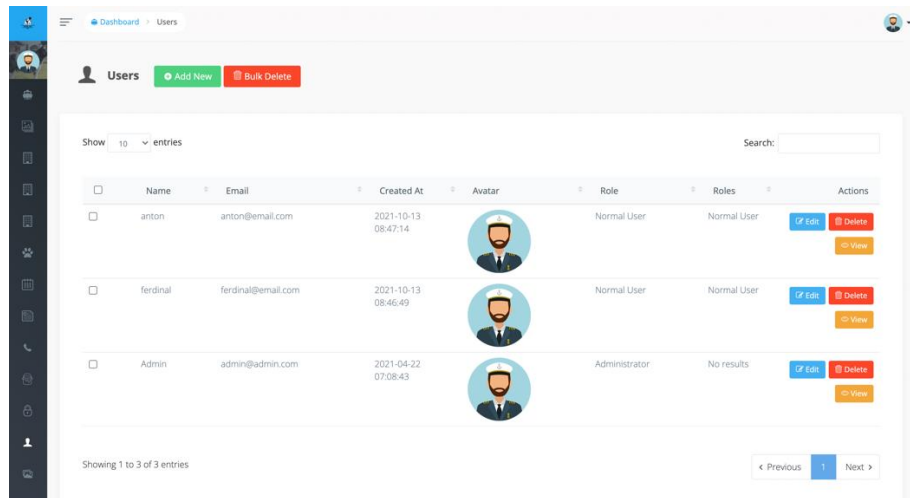 Dashboard > Users
Users Add New Bulk Delete
Show 10 entries Search:
Name Email Created At Avatar Role Roles Actions
anton anton@email.com 2021-10-13 Normal User Normal User Edit Delete
08:47:14 View
ferdinal ferdinal@email.com 2021-10-13 Normal User Normal User Edit Delete
08:46:49 View
Admin admin@admin.com 2021-04-22 Administrator No results Edit Delete
07:08:43 View
Showing 1 to 3 of 3 entries < Previous 1 Next >